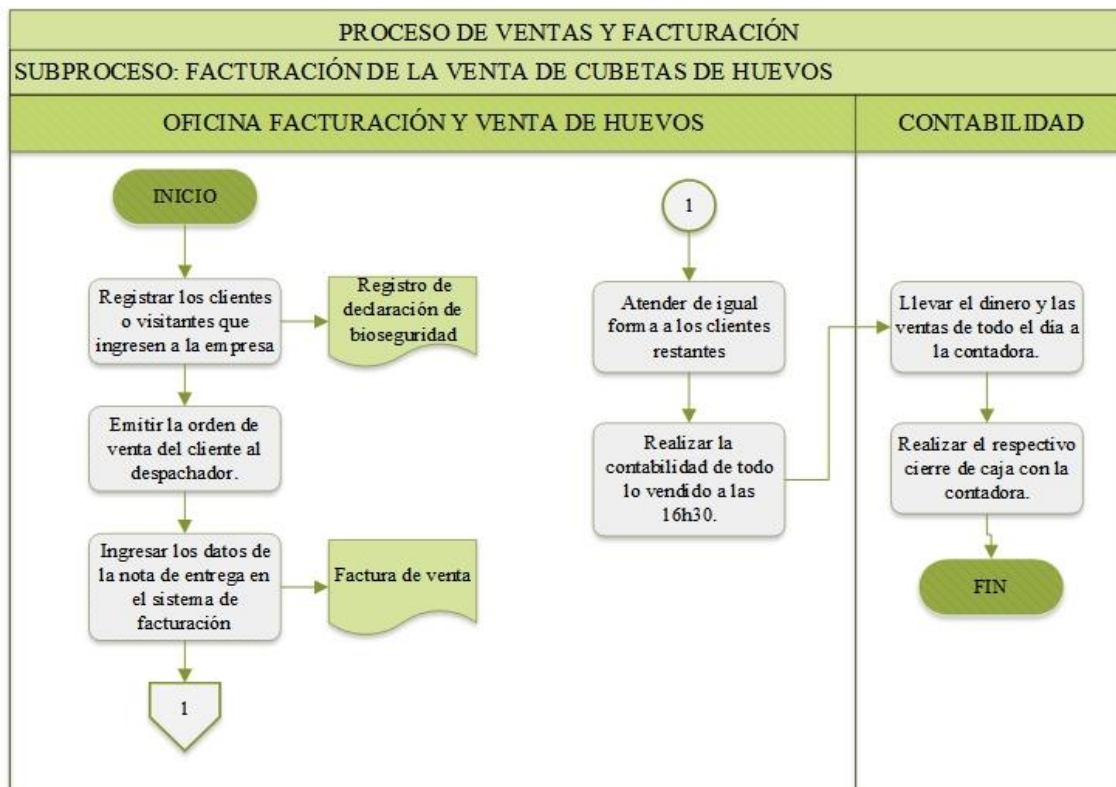 PROCESO DE VENTAS Y FACTURACIÓN
SUBPROCESO: FACTURACIÓN DE LA VENTA DE CUBETAS DE HUEVOS
OFICINA FACTURACIÓN Y VENTA DE HUEVOS
CONTABILIDAD
INICIO
Registrar los clientes
o visitantes que
ingresen a la empresa
Registro de
declaración de
bioseguridad
Emitir la orden de
venta del cliente al
despachador.
Ingresar los datos de
la nota de entrega en
el sistema de
facturación
Factura de venta
1
1
Atender de igual
forma a los clientes
restantes
Realizar la
contabilidad de todo
lo vendido a las
16h30.
Llevar el dinero y las
ventas de todo el día a
la contadora.
Realizar el respectivo
cierre de caja con la
contadora.
FIN